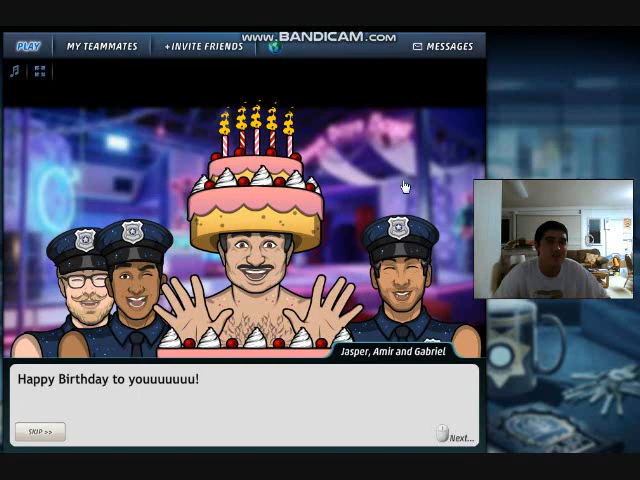 www.BANDICAM.com
PLAY
MY TEAMMATES
+INVITE FRIENDS
MESSAGES
Jasper, Amir and Gabriel
Happy Birthday to youuuuuuu!
SKIP >>
Next...